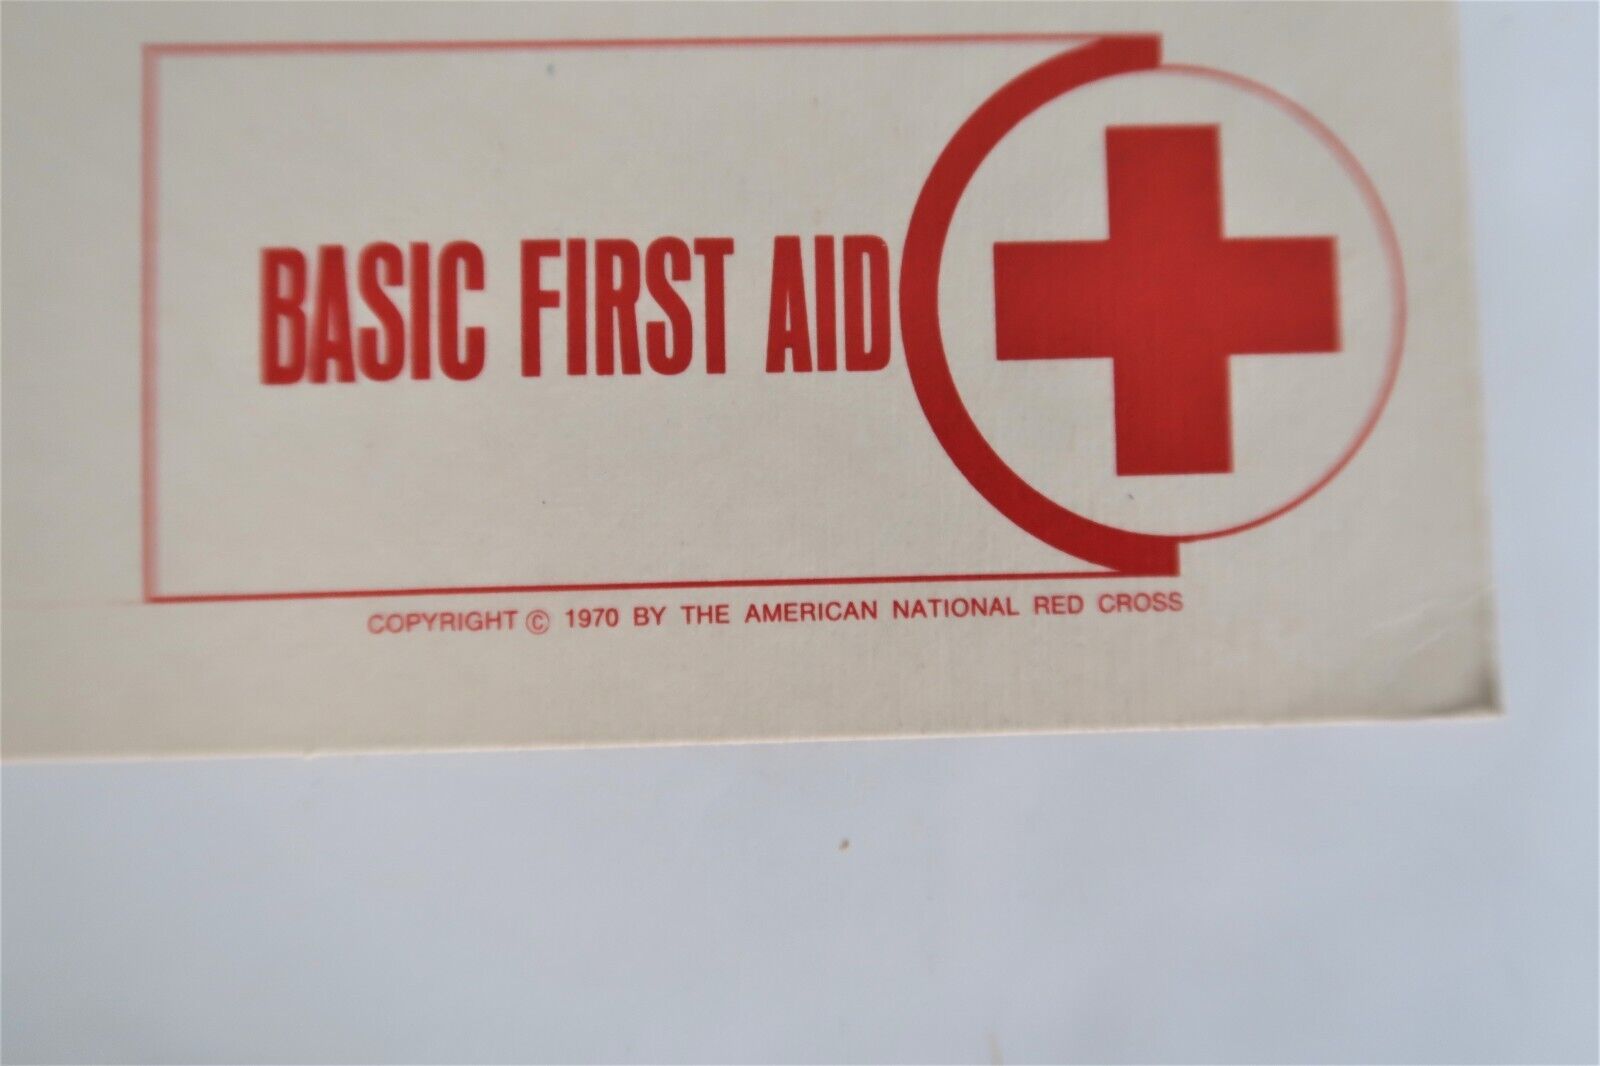 BASIC FIRST AID
COPYRIGHT © 1970 BY THE AMERICAN NATIONAL RED CROSS